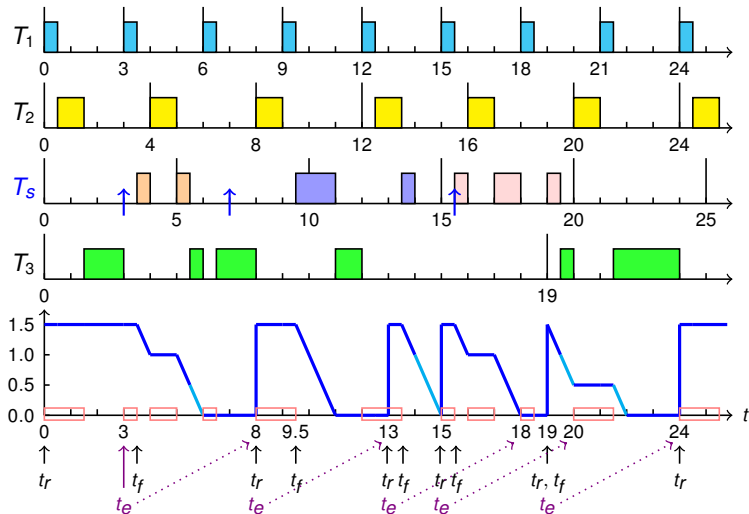 T1
0 3 6 9 12 15 18 21 24
T2
0 4 8 12 16 20 24
Ts
0 5 10 15 20 25
T3
0 19
1.5
1.0
0.5
0.0
t
0 3 8 9.5 13 15 18 19 20 24
tr tf tr tf tr tf tr tf tr, tf tr
te te te te te